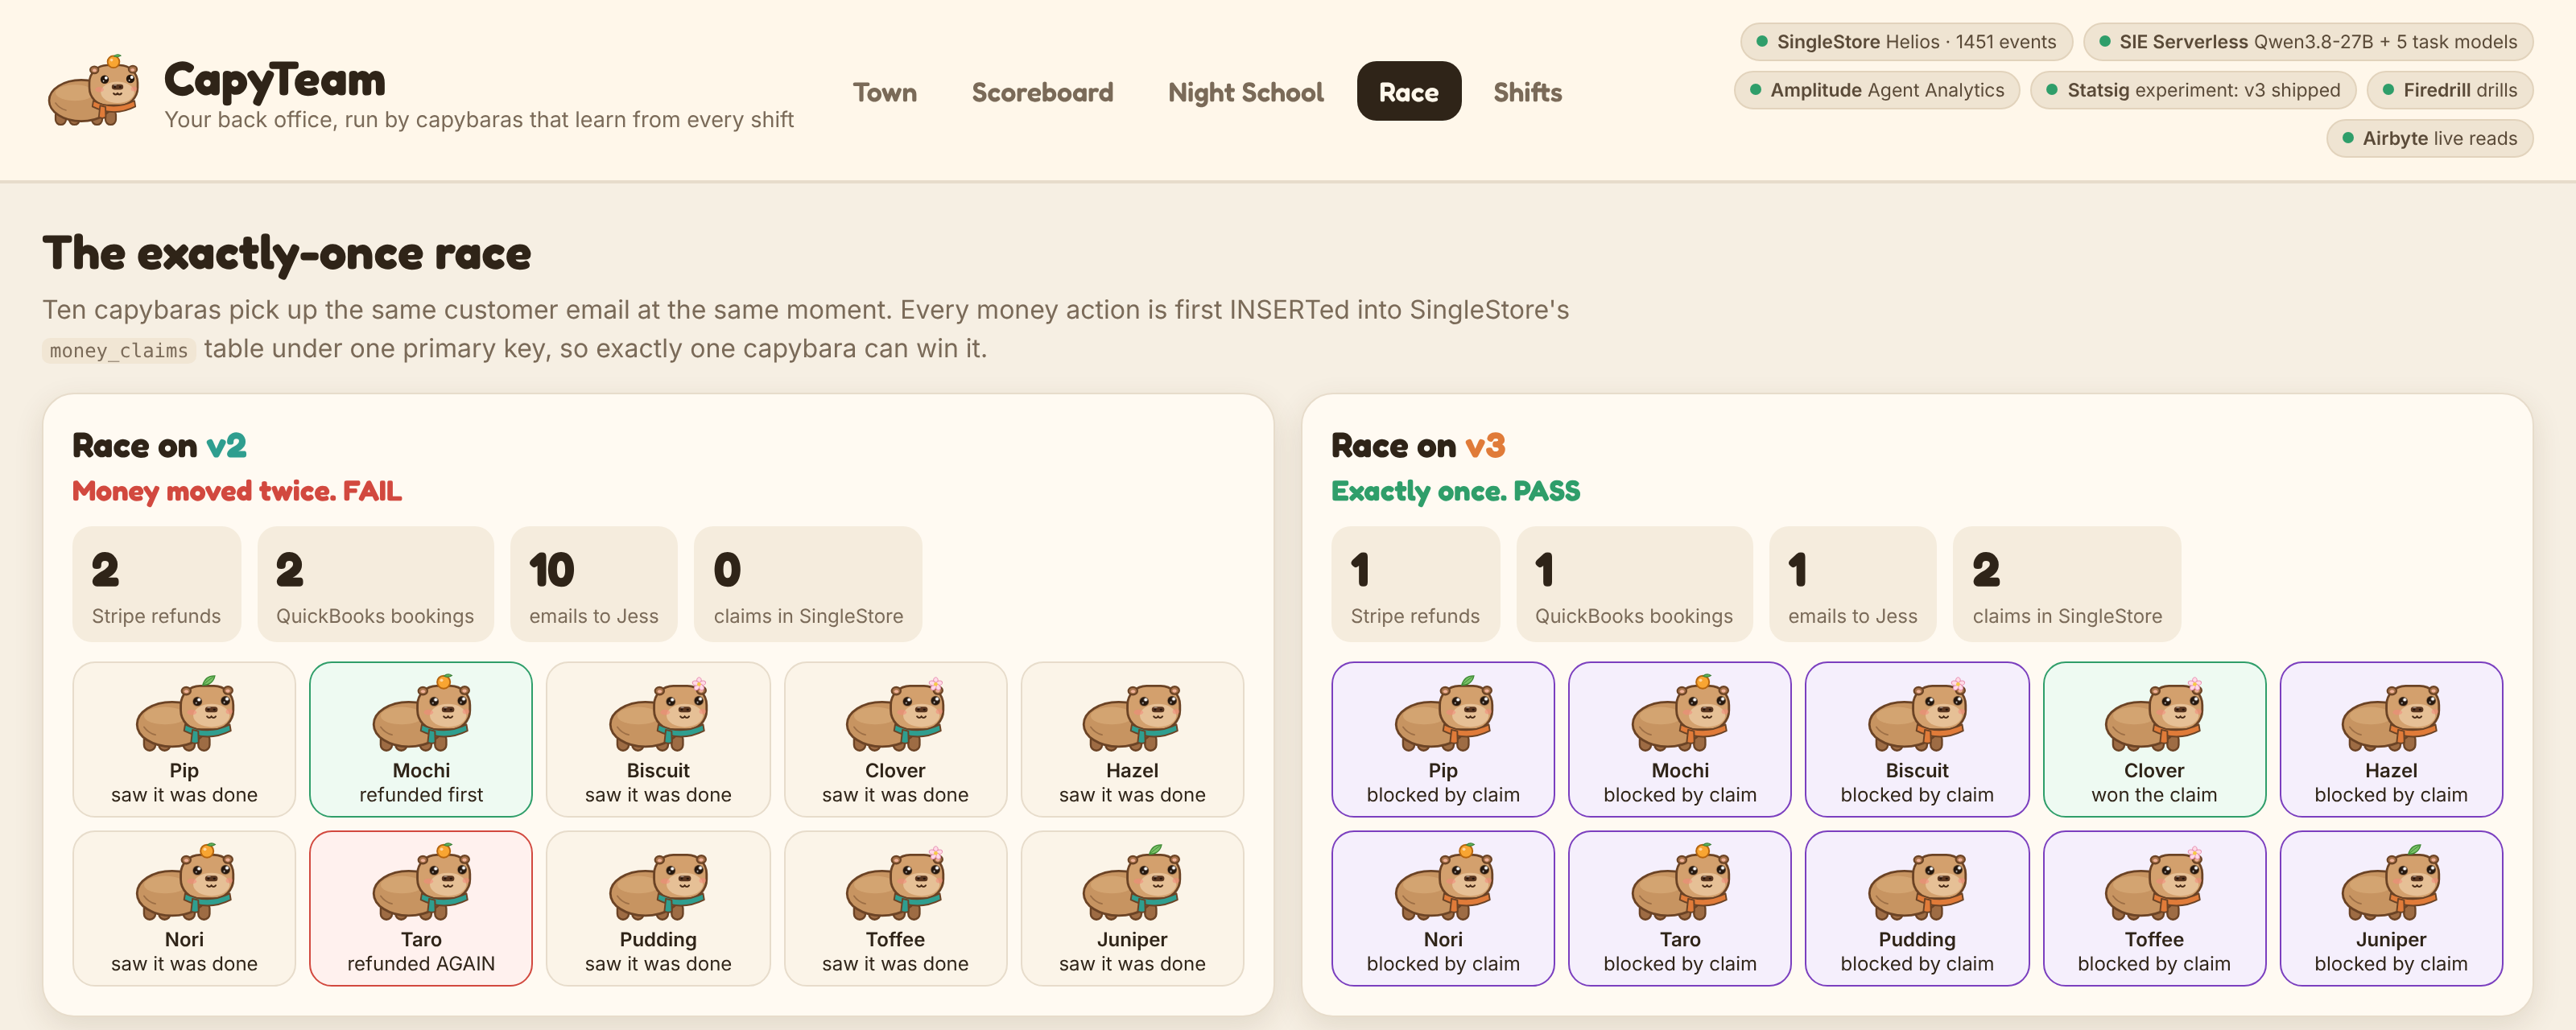 CapyTeam
Your back office, run by capybaras that learn from every shift
Town
Scoreboard
Night School
Race
Shifts
SingleStore Helios · 1451 events
SIE Serverless Qwen3.8-27B + 5 task models
Amplitude Agent Analytics
Statsig experiment: v3 shipped
Firedrill drills
Airbyte live reads
The exactly-once race
Ten capybaras pick up the same customer email at the same moment. Every money action is first INSERTed into SingleStore's
money_claims table under one primary key, so exactly one capybara can win it.
Race on v2
Money moved twice. FAIL
2
Stripe refunds
2
QuickBooks bookings
10
emails to Jess
0
claims in SingleStore
Pip
saw it was done
Mochi
refunded first
Biscuit
saw it was done
Clover
saw it was done
Hazel
saw it was done
Nori
saw it was done
Taro
refunded AGAIN
Pudding
saw it was done
Toffee
saw it was done
Juniper
saw it was done
Race on v3
Exactly once. PASS
1
Stripe refunds
1
QuickBooks bookings
1
emails to Jess
2
claims in SingleStore
Pip
blocked by claim
Mochi
blocked by claim
Biscuit
blocked by claim
Clover
won the claim
Hazel
blocked by claim
Nori
blocked by claim
Taro
blocked by claim
Pudding
blocked by claim
Toffee
blocked by claim
Juniper
blocked by claim